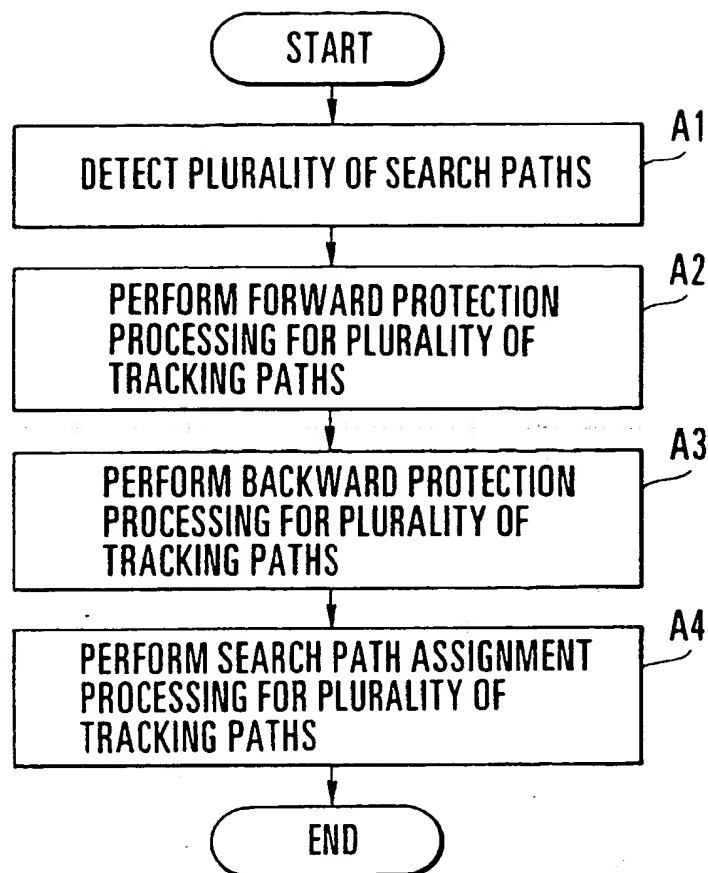 START
A1
DETECT PLURALITY OF SEARCH PATHS
A2
PERFORM FORWARD PROTECTION
PROCESSING FOR PLURALITY OF
TRACKING PATHS
A3
PERFORM BACKWARD PROTECTION
PROCESSING FOR PLURALITY OF
TRACKING PATHS
A4
PERFORM SEARCH PATH ASSIGNMENT
PROCESSING FOR PLURALITY OF
TRACKING PATHS
END